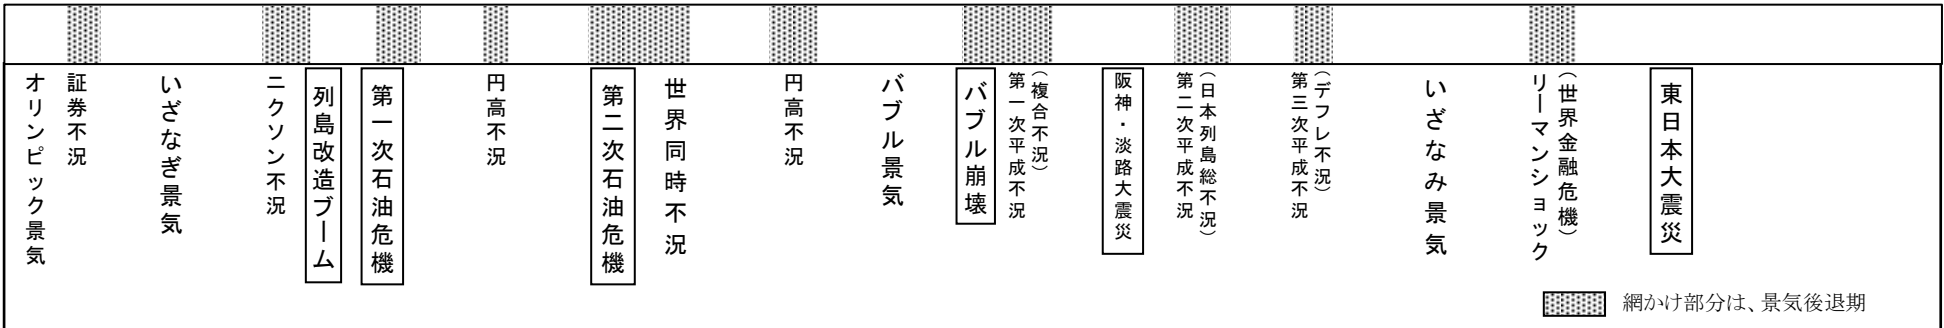 オリンピック景気
証券不況
いざなぎ景気
ニクソン不況
列島改造ブーム
第一次石油危機
円高不況
第二次石油危機
世界同時不況
円高不況
バブル景気
バブル崩壊
第一次平成不況
（複合不況）
阪神・淡路大震災
第二次平成不況
（日本列島総不況）
第三次平成不況
（デフレ不況）
いざなみ景気
リーマンショック
（世界金融危機）
東日本大震災
網かけ部分は、景気後退期